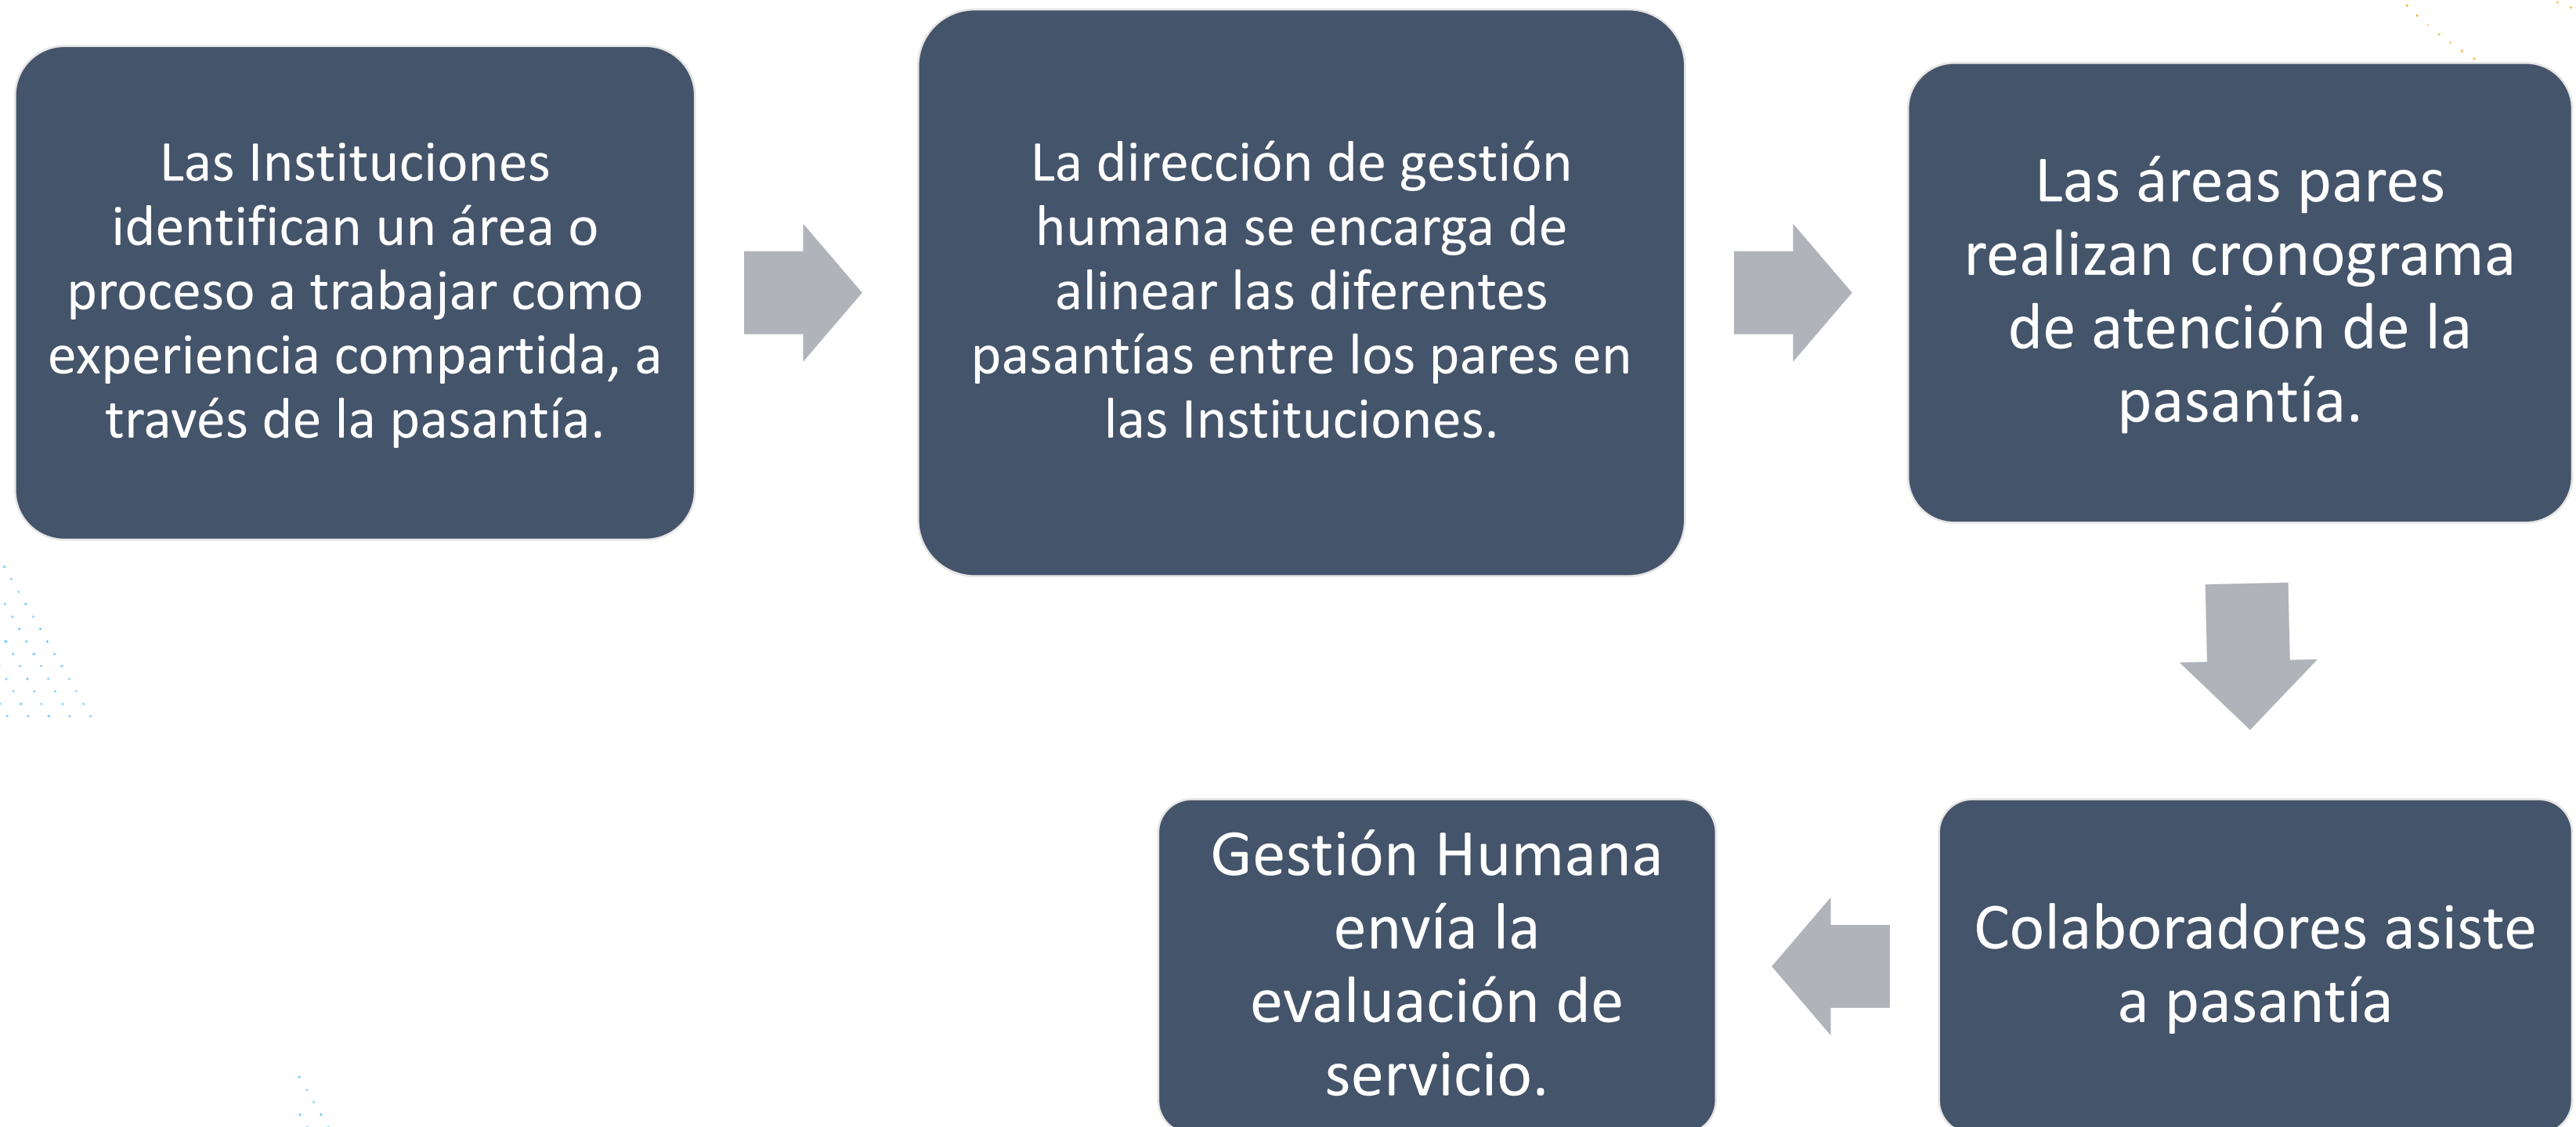 Las Instituciones
identifican un área o
proceso a trabajar como
experiencia compartida, a
través de la pasantía.
La dirección de gestión
humana se encarga de
alinear las diferentes
pasantías entre los pares en
las Instituciones.
Las áreas pares
realizan cronograma
de atención de la
pasantía.
Colaboradores asiste
a pasantía
Gestión Humana
envía la
evaluación de
servicio.